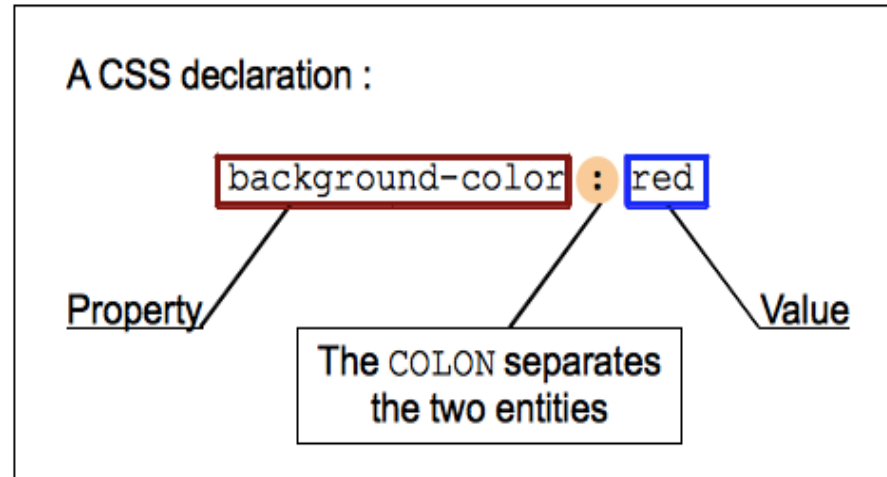 A CSS declaration :
background-color : red
Property
Value
The COLON separates
the two entities